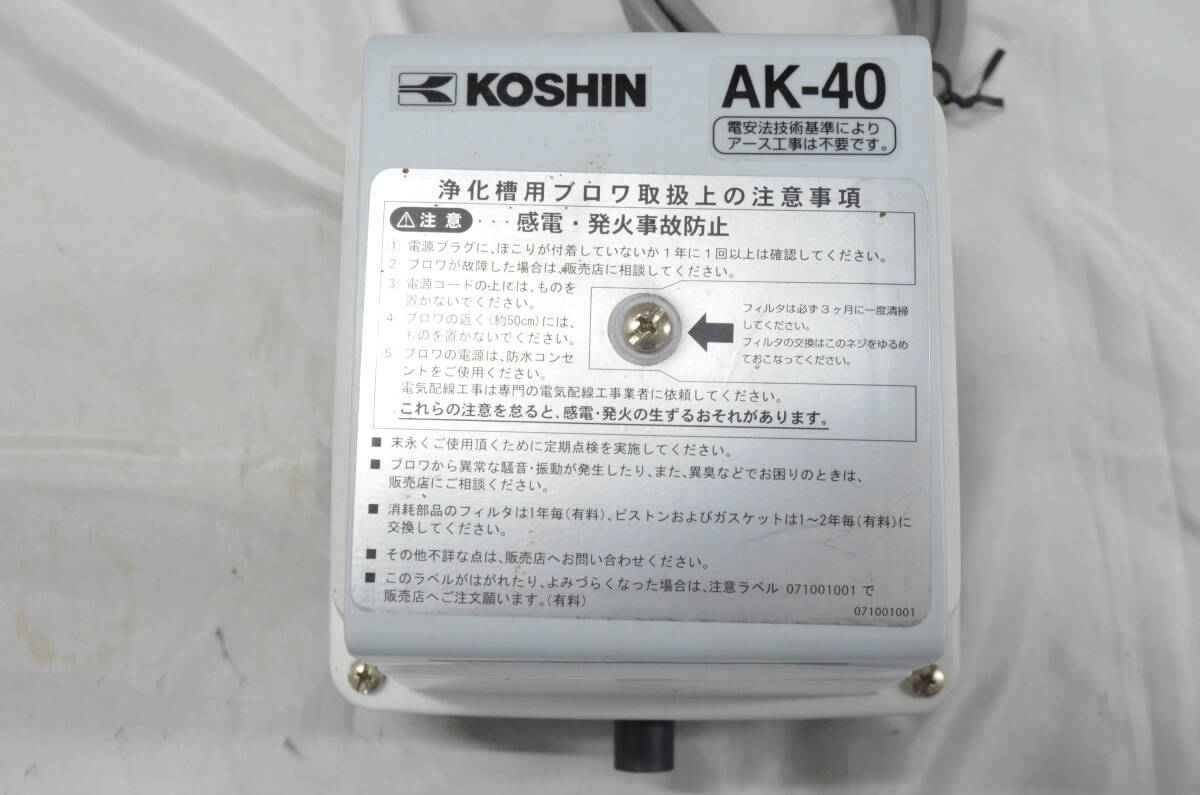 KOSHIN
AK-40
電安法技術基準により
アース工事は不要です。
浄化槽用ブロワ取扱上の注意事項
注意 ・・・感電・発火事故防止
① 電源プラグに、ほこりが付着していないか1年に1回以上は確認してください。
② ブロワが故障した場合は、販売店に相談してください。
③ 電源コードの上には、ものを
置かないでください。
④ ブロワの近く(約50cm)には、
ものを置かないでください。
⑤ ブロワの電源は、防水コンセ
ントをご使用ください。
フィルタは必ず3ヶ月に一度清掃
してください。
フィルタの交換はこのネジをゆるめ
ておこなってください。
電気配線工事は専門の電気配線工事業者に依頼してください。
これらの注意を怠ると、感電・発火の生ずるおそれがあります。
■ 末永くご使用頂くために定期点検を実施してください。
■ ブロワから異常な騒音・振動が発生したり、また、異臭などでお困りのときは、
販売店にご相談ください。
■ 消耗部品のフィルタは1年毎(有料)、ピストンおよびガスケットは1～2年毎(有料)に
交換してください。
■ その他不詳な点は、販売店へお問い合わせください。
■ このラベルがはがれたり、よみづらくなった場合は、注意ラベル 071001001で
販売店へご注文願います。(有料)
071001001